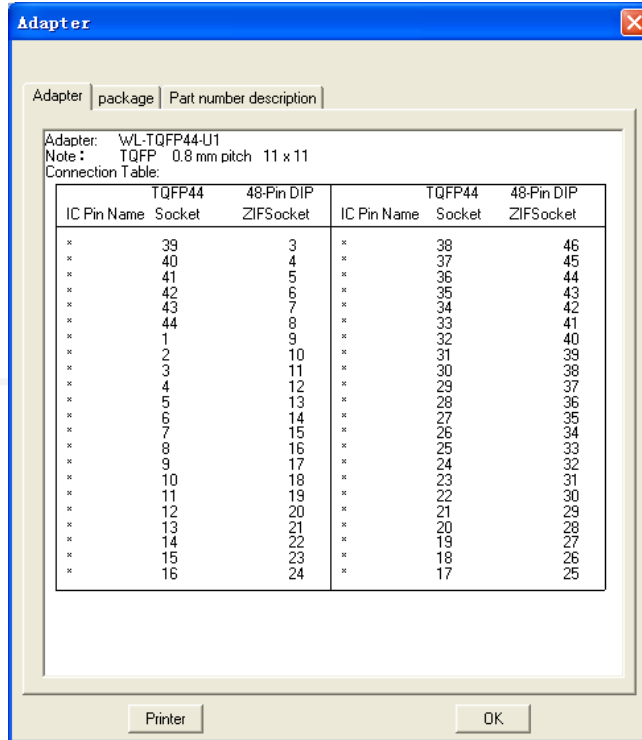 Adapter
Adapter package Part number description
Adapter: WL-TQFP44-U1
Note : TQFP 0.8 mm pitch 11 x 11
Connection Table:
TQFP44 48-Pin DIP TQFP44 48-Pin DIP
IC Pin Name Socket ZIFSocket IC Pin Name Socket ZIFSocket
* 39 3 * 38 46
* 40 4 * 37 45
* 41 5 * 36 44
* 42 6 * 35 43
* 43 7 * 34 42
* 44 8 * 33 41
* 1 9 * 32 40
* 2 10 * 31 39
* 3 11 * 30 38
* 4 12 * 29 37
* 5 13 * 28 36
* 6 14 * 27 35
* 7 15 * 26 34
* 8 16 * 25 33
* 9 17 * 24 32
* 10 18 * 23 31
* 11 19 * 22 30
* 12 20 * 21 29
* 13 21 * 20 28
* 14 22 * 19 27
* 15 23 * 18 26
* 16 24 * 17 25
Printer OK